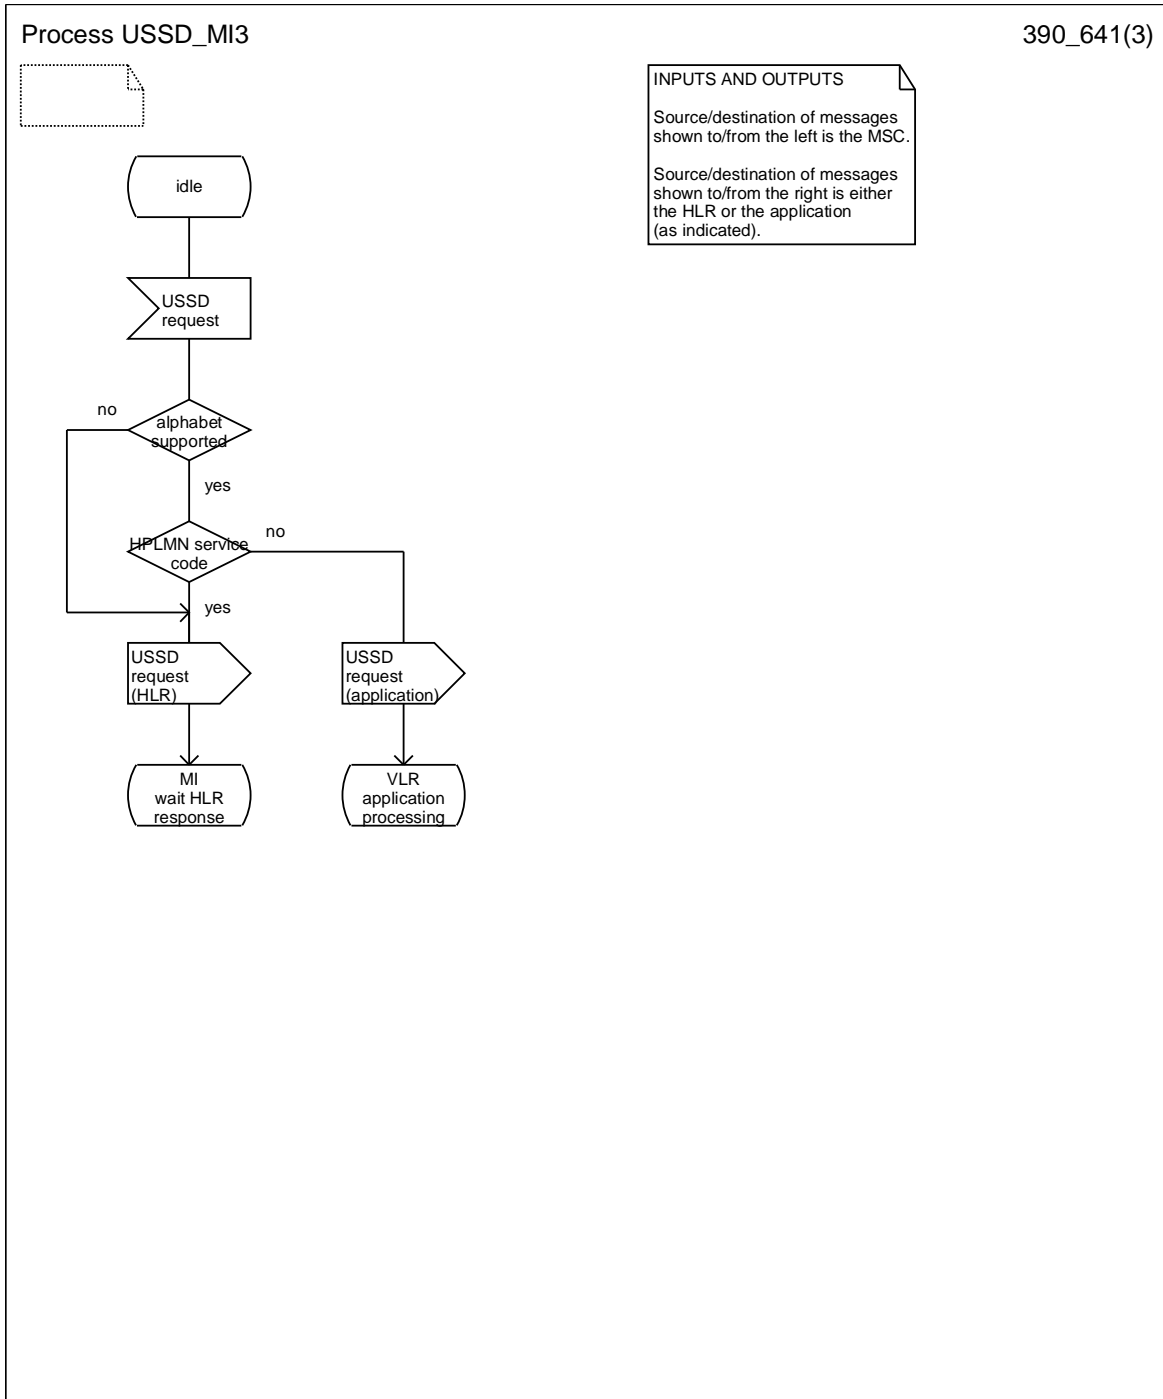 Process USSD_MI3
390_641(3)
INPUTS AND OUTPUTS
Source/destination of messages
shown to/from the left is the MSC.
Source/destination of messages
shown to/from the right is either
the HLR or the application
(as indicated).
idle
USSD
request
no
alphabet
supported
yes
no
HPLMN service
code
yes
USSD
request
(HLR)
USSD
request
(application)
MI
wait HLR
response
VLR
application
processing